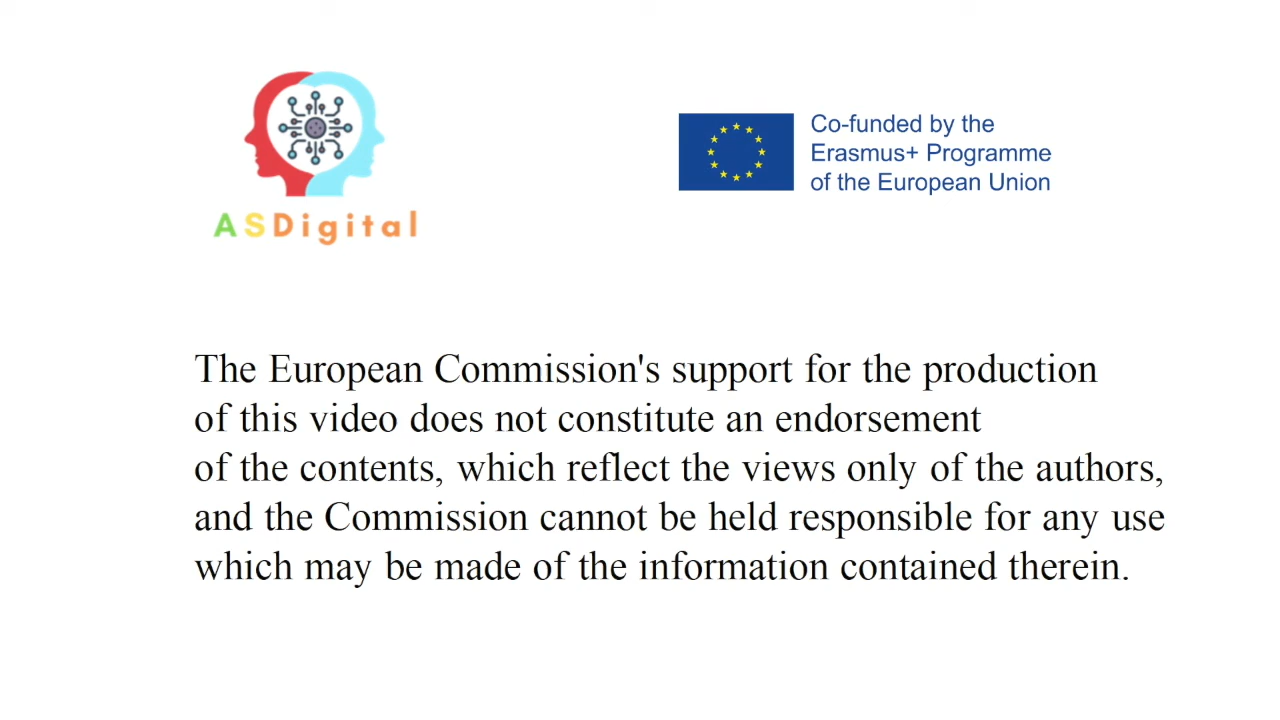 ASDigital
Co-funded by the
Erasmus+ Programme
of the European Union
The European Commission's support for the production
of this video does not constitute an endorsement
of the contents, which reflect the views only of the authors,
and the Commission cannot be held responsible for any use
which may be made of the information contained therein.